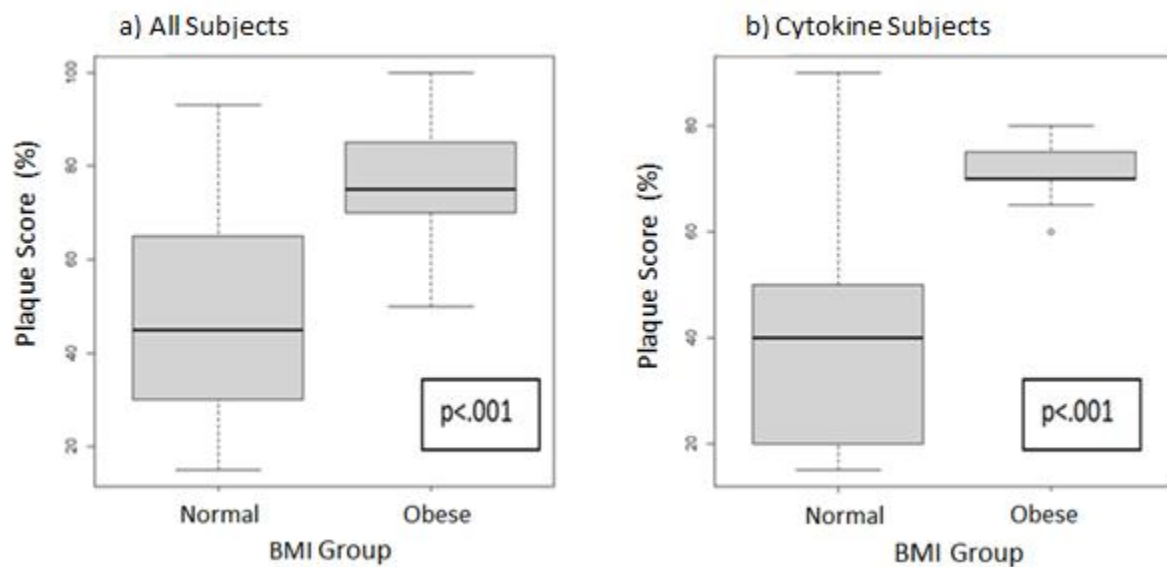 a) All Subjects
Plaque Score (%)
100
80
60
40
20
p<.001
Normal Obese
BMI Group
b) Cytokine Subjects
Plaque Score (%)
80
60
40
20
p<.001
Normal Obese
BMI Group